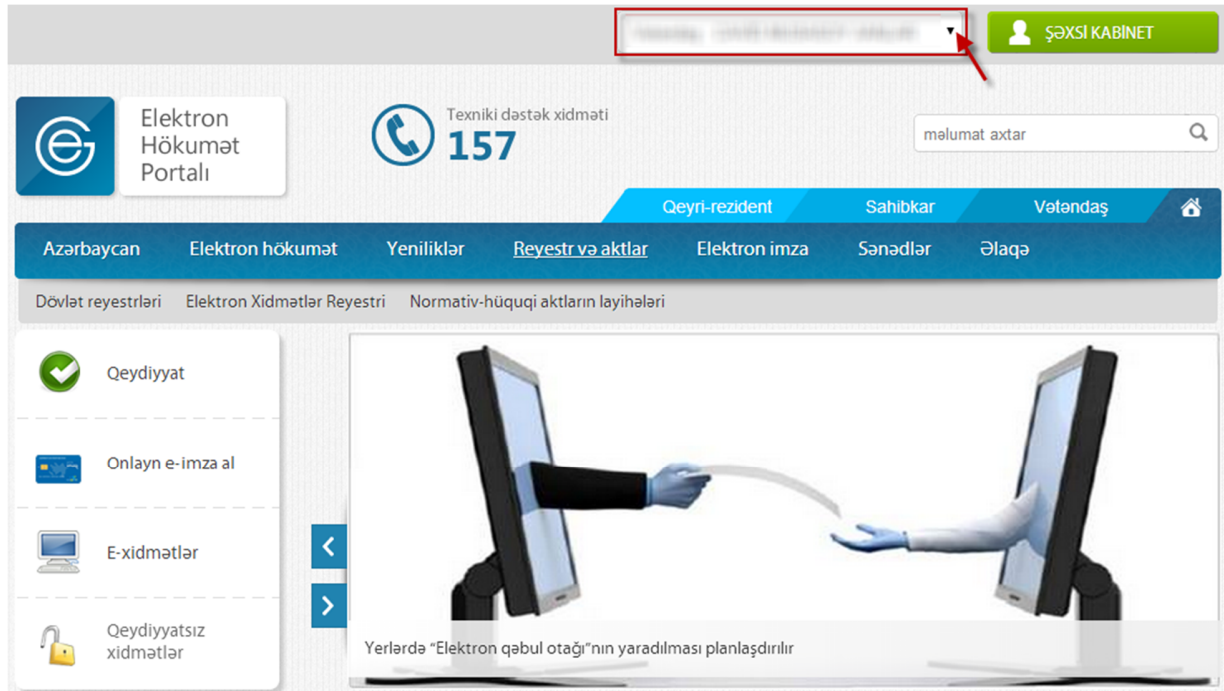 ŞƏXSİ KABİNET
Elektron
Hökumət
Portalı
Texniki dəstək xidməti
157
məlumat axtar
Qeyri-rezident Sahibkar Vətəndaş
Azərbaycan Elektron hökumət Yeniliklər Reyestr və aktlar Elektron imza Sənədlər Əlaqə
Dövlət reyestrləri Elektron Xidmətlər Reyestri Normativ-hüquqi aktların layihələri
Qeydiyyat
Onlayn e-imza al
E-xidmətlər
Qeydiyyatsız
xidmətlər
Yerlərdə “Elektron qəbul otağı”nın yaradılması planlaşdırılır